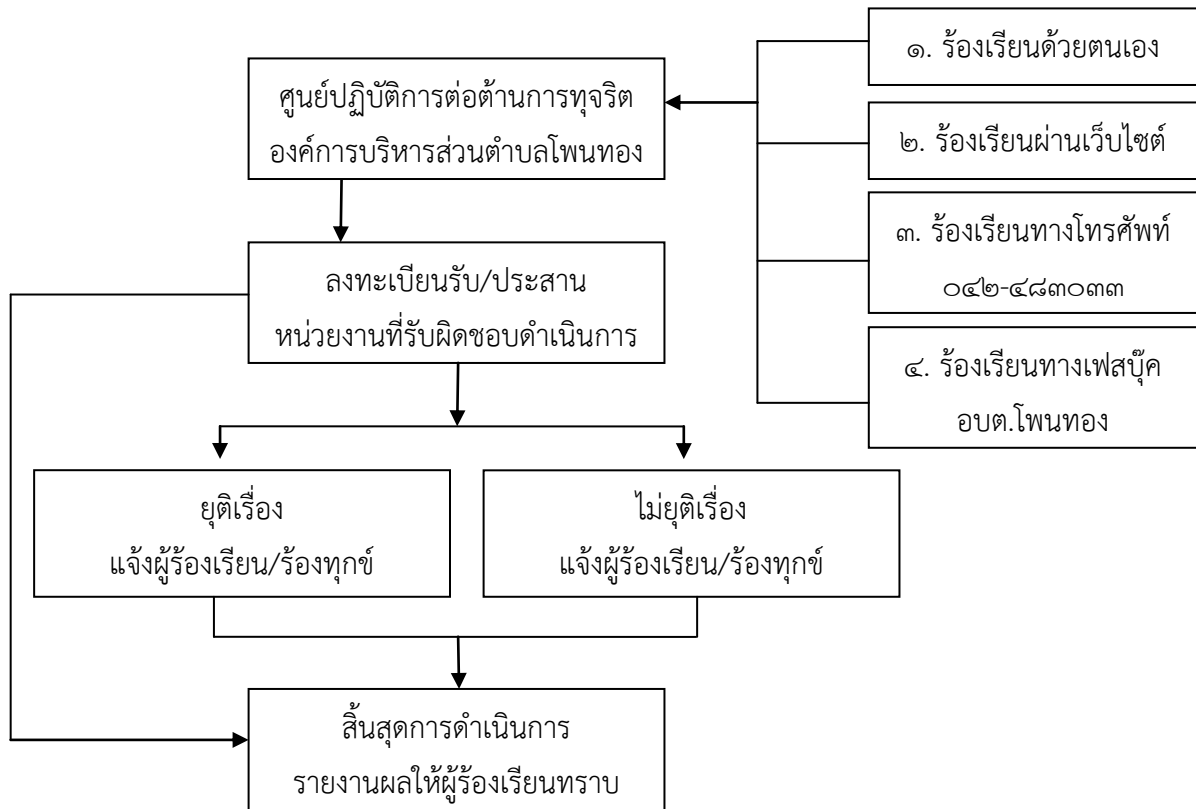 ศูนย์ปฏิบัติการต่อต้านการทุจริต
องค์การบริหารส่วนตำบลโพนทอง
๑. ร้องเรียนด้วยตนเอง
๒. ร้องเรียนผ่านเว็บไซต์
๓. ร้องเรียนทางโทรศัพท์
๐๔๒-๔๘๓๐๓๓
๔. ร้องเรียนทางเฟสบุ๊ค
อบต.โพนทอง
ลงทะเบียนรับ/ประสาน
หน่วยงานที่รับผิดชอบดำเนินการ
ยุติเรื่อง
แจ้งผู้ร้องเรียน/ร้องทุกข์
ไม่ยุติเรื่อง
แจ้งผู้ร้องเรียน/ร้องทุกข์
สิ้นสุดการดำเนินการ
รายงานผลให้ผู้ร้องเรียนทราบ